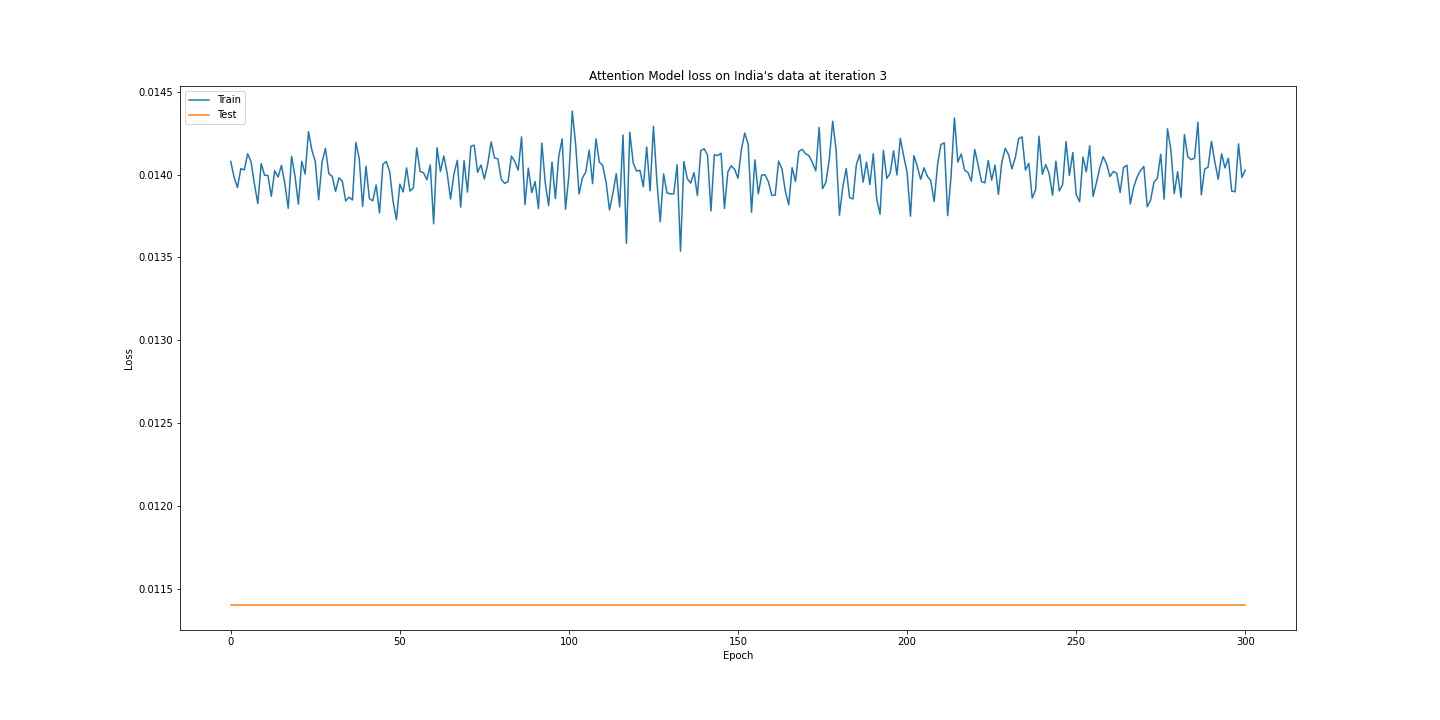 Attention Model loss on India's data at iteration 3
Train
Test
0.0145
0.0140
0.0135
0.0130
0.0125
0.0120
0.0115
Loss
0 50 100 150 200 250 300
Epoch